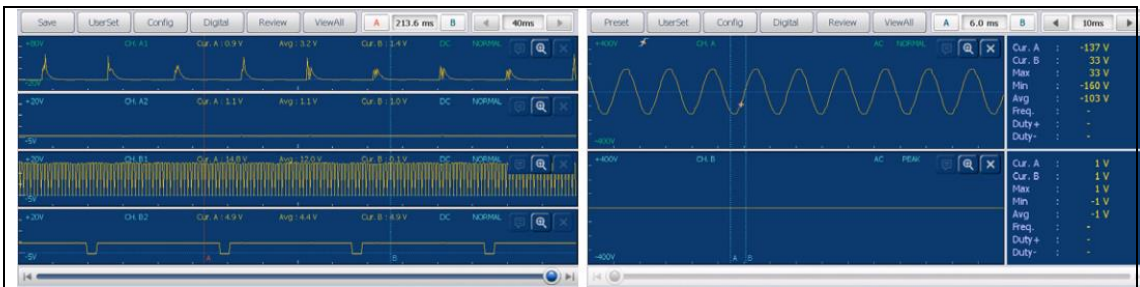 Save UserSet Config Digital Review ViewAll A 213.6 ms B 40ms
+80V CH. A1 Cur. A : 0.9 V Avg : 3.2 V Cur. B : 1.4 V DC NORMAL
-20V
+20V CH. A2 Cur. A : 1.1 V Avg : 1.1 V Cur. B : 1.0 V DC NORMAL
-5V
+20V CH. B1 Cur. A : 14.8 V Avg : 12.0 V Cur. B : 0.1 V DC NORMAL
-5V
+20V CH. B2 Cur. A : 4.9 V Avg : 4.4 V Cur. B : 4.9 V DC NORMAL
-5V
A B
Preset UserSet Config Digital Review ViewAll A 6.0 ms B 10ms
+400V CH. A AC NORMAL
-400V
Cur. A : -137 V
Cur. B : 33 V
Max : 33 V
Min : -160 V
Avg : -103 V
Freq. : -
Duty+ : -
Duty- : -
+400V CH. B AC PEAK
-400V
A B
Cur. A : 1 V
Cur. B : 1 V
Max : 1 V
Min : -1 V
Avg : -1 V
Freq. : -
Duty+ : -
Duty- : -